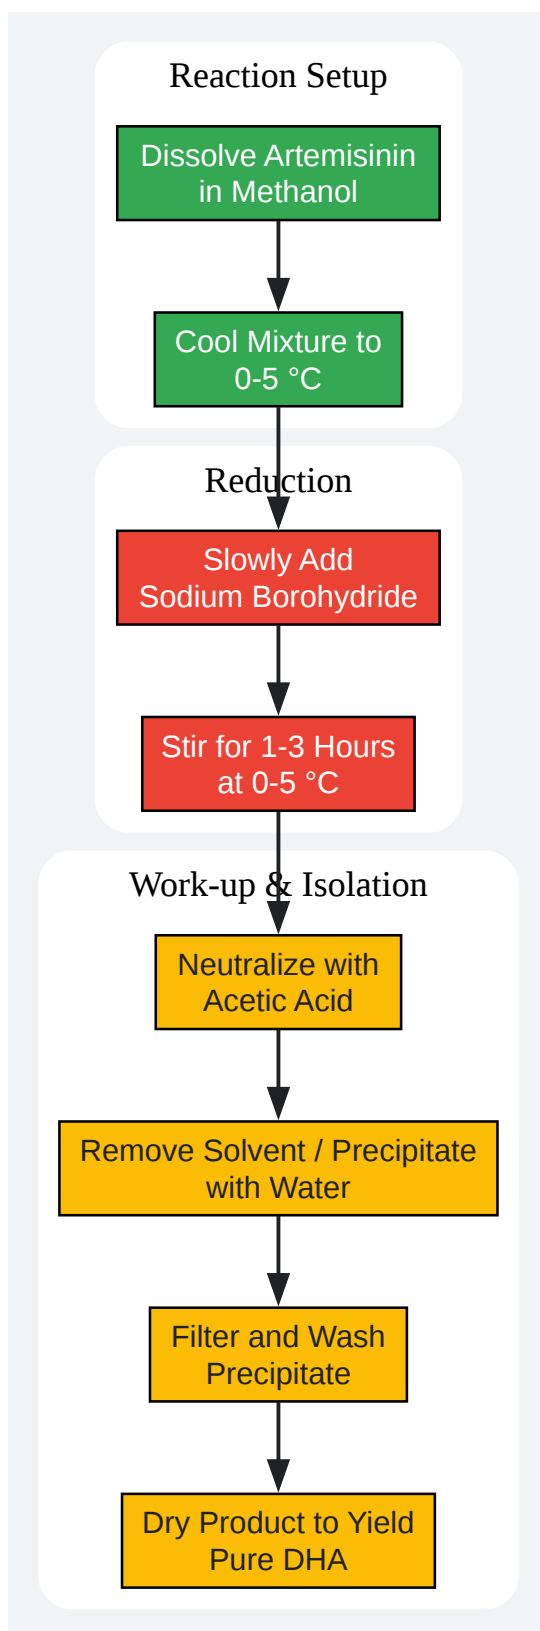 Reaction Setup
Dissolve Artemisinin
in Methanol
Cool Mixture to
0-5 °C
Reduction
Slowly Add
Sodium Borohydride
Stir for 1-3 Hours
at 0-5 °C
Work-up & Isolation
Neutralize with
Acetic Acid
Remove Solvent / Precipitate
with Water
Filter and Wash
Precipitate
Dry Product to Yield
Pure DHA